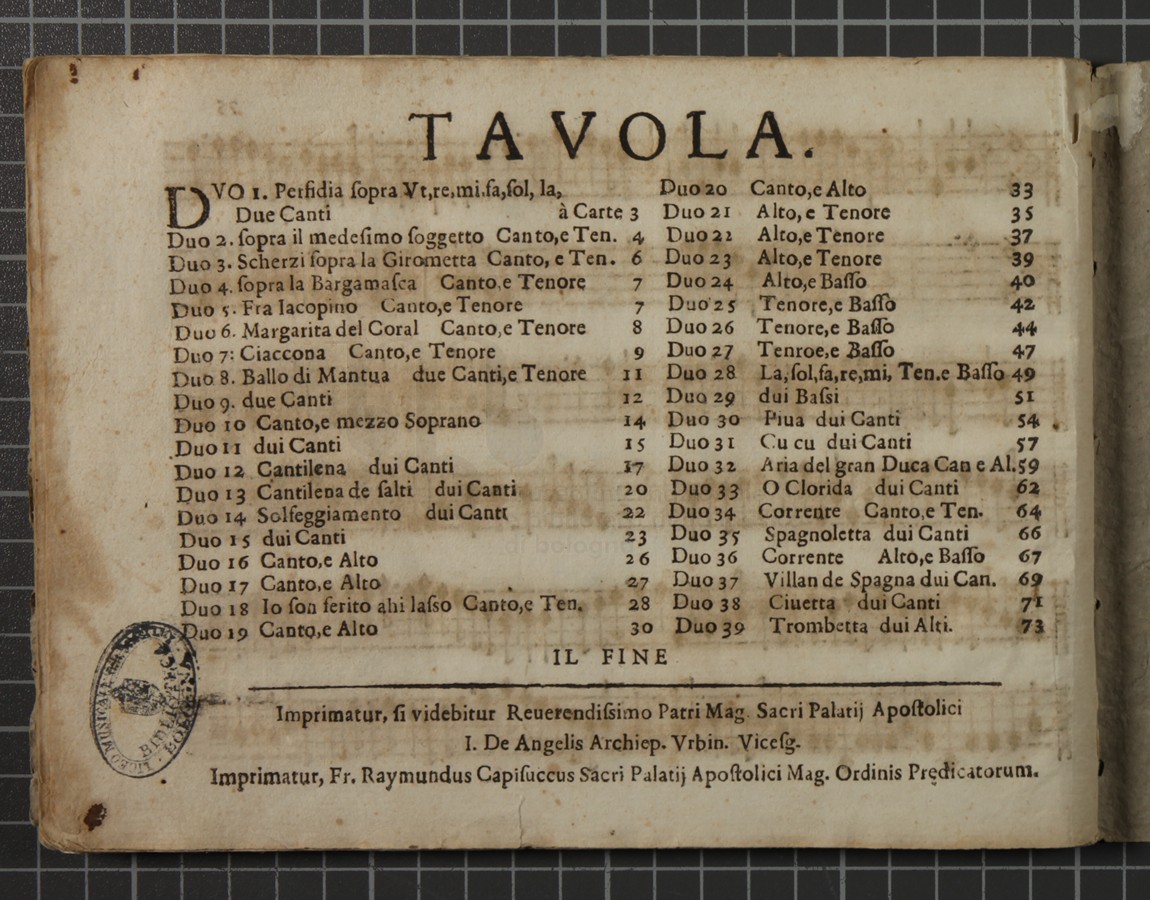 TAVOLA.
DVO 1. Perfidia ſopra Vt,re,mi.fa,ſol, la,
Due Canti à Carte 3
Duo 2. ſopra il medeſimo ſoggetto Canto,e Ten. 4
Duo 3. Scherzi ſopra la Girometta Canto, e Ten. 6
Duo 4. ſopra la Bargamaſca Canto,e Tenore 7
Duo 5. Fra Iacopino Canto,e Tenore 7
Duo 6. Margarita del Coral Canto,e Tenore 8
Duo 7: Ciaccona Canto,e Tenore 9
Duo 8. Ballo di Mantua due Canti,e Tenore 11
Duo 9. due Canti 12
Duo 10 Canto,e mezzo Soprano 14
Duo 11 dui Canti 15
Duo 12 Cantilena dui Canti 17
Duo 13 Cantilena de ſalti dui Canti 20
Duo 14 Solfeggiamento dui Canti 22
Duo 15 dui Canti 23
Duo 16 Canto,e Alto 26
Duo 17 Canto,e Alto 27
Duo 18 Io ſon ferito ahi laſso Canto,e Ten. 28
Duo 19 Canto,e Alto 30
Duo 20 Canto,e Alto 33
Duo 21 Alto, e Tenore 35
Duo 22 Alto,e Tenore 37
Duo 23 Alto,e Tenore 39
Duo 24 Alto,e Baſſo 40
Duo 25 Tenore,e Baſſo 42
Duo 26 Tenore,e Baſſo 44
Duo 27 Tenroe,e Baſſo 47
Duo 28 La,ſol,fa,re,mi, Ten.e Baſſo 49
Duo 29 dui Baſsi 51
Duo 30 Piua dui Canti 54
Duo 31 Cu cu dui Canti 57
Duo 32 Aria del gran Duca Can e Al. 59
Duo 33 O Clorida dui Canti 62
Duo 34 Corrente Canto,e Ten. 64
Duo 35 Spagnoletta dui Canti 66
Duo 36 Corrente Alto,e Baſſo 67
Duo 37 Villan de Spagna dui Can. 69
Duo 38 Ciuetta dui Canti 71
Duo 39 Trombetta dui Alti. 73
IL FINE
Imprimatur, ſi videbitur Reuerendiſsimo Patri Mag. Sacri Palatij Apoſtolici
I. De Angelis Archiep. Vrbin. Viceſg.
Imprimatur, Fr. Raymundus Capiſuccus Sacri Palatij Apoſtolici Mag. Ordinis Prędicatorum.